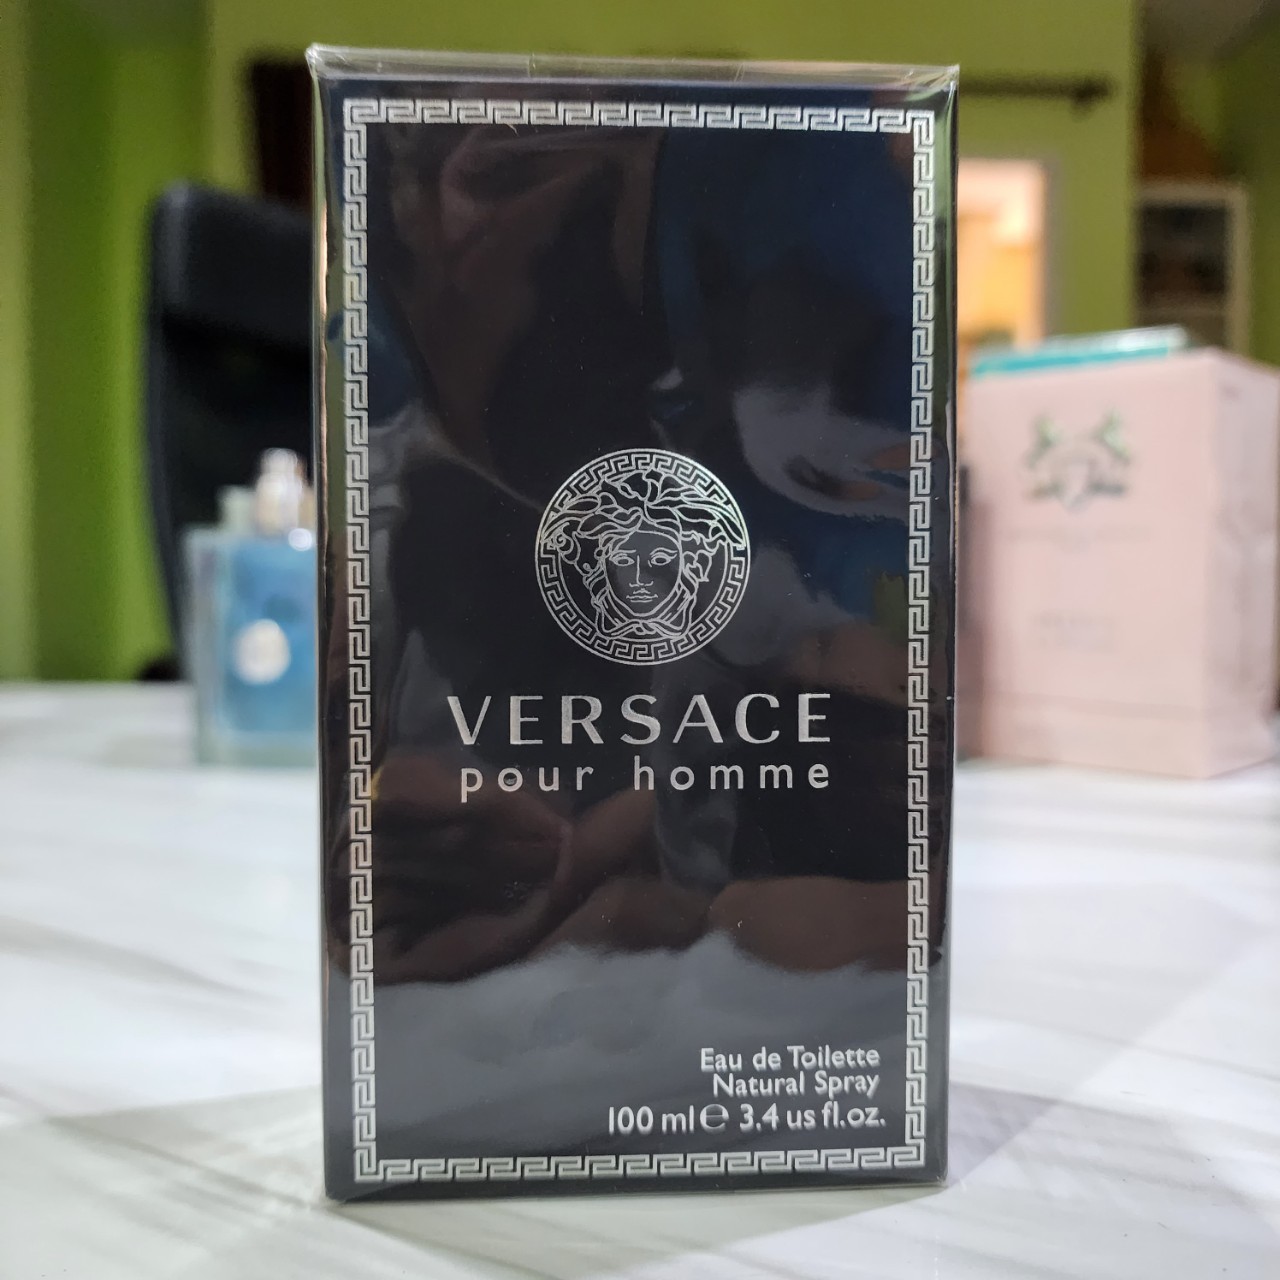 VERSACE
pour homme
Eau de Toilette
Natural Spray
100 ml ℮ 3.4 us fl.oz.